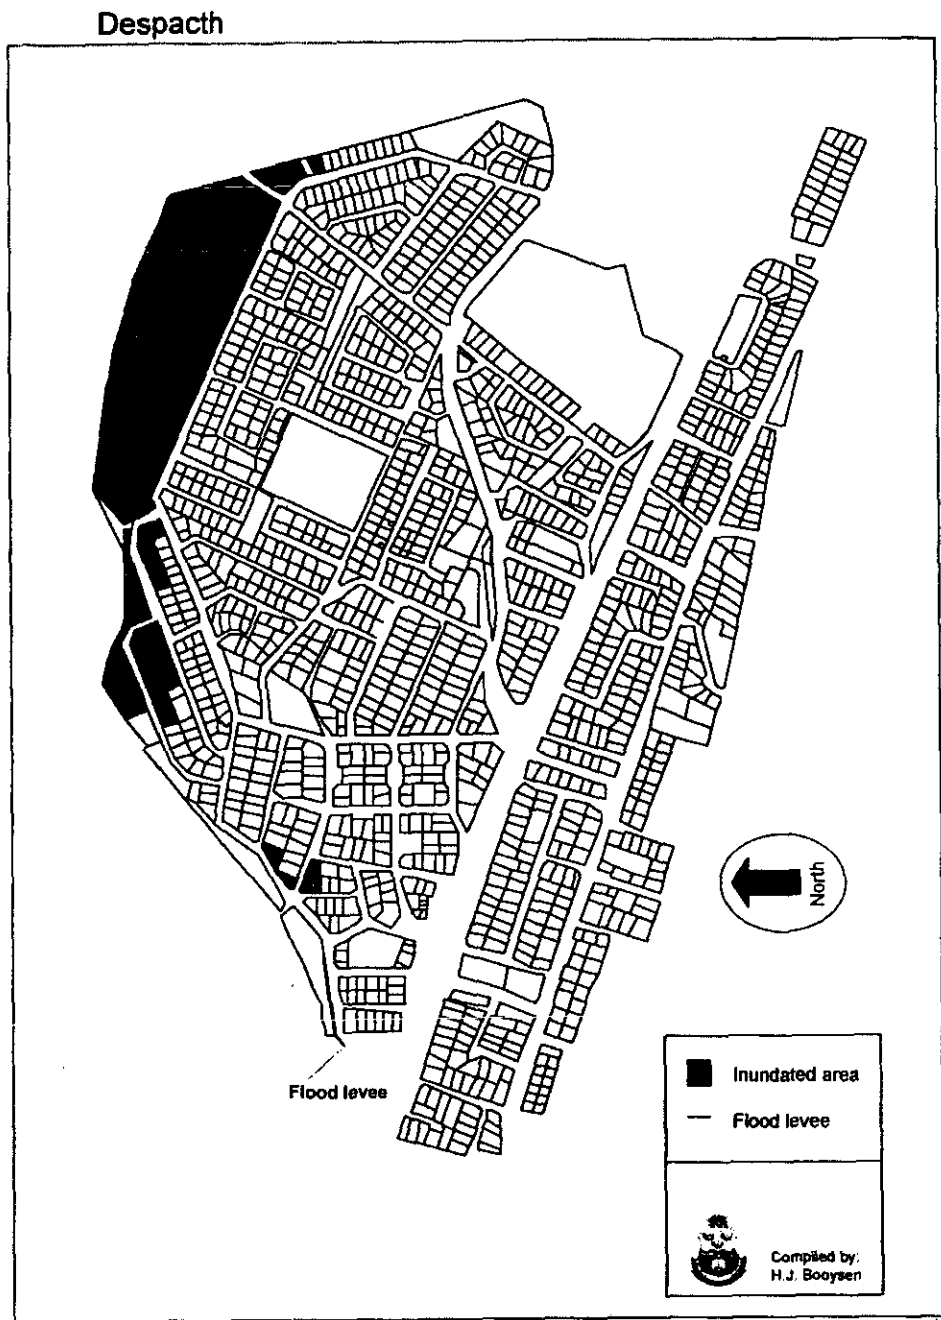 Despacth
North
Flood levee
Inundated area
Flood levee
Compiled by:
H.J. Booysen